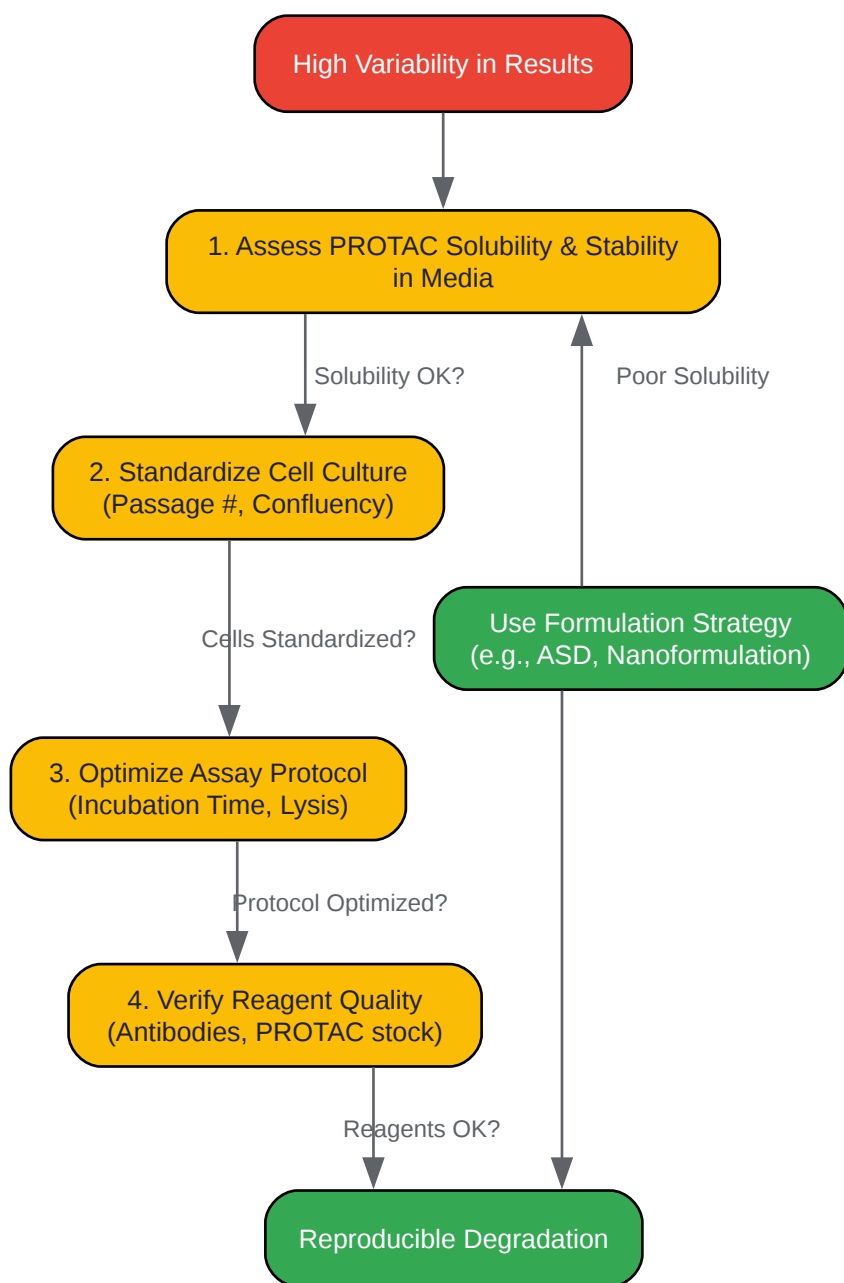 High Variability in Results
1. Assess PROTAC Solubility & Stability
in Media
Solubility OK?
Poor Solubility
2. Standardize Cell Culture
(Passage #, Confluency)
Use Formulation Strategy
(e.g., ASD, Nanoformulation)
Cells Standardized?
3. Optimize Assay Protocol
(Incubation Time, Lysis)
Protocol Optimized?
4. Verify Reagent Quality
(Antibodies, PROTAC stock)
Reagents OK?
Reproducible Degradation